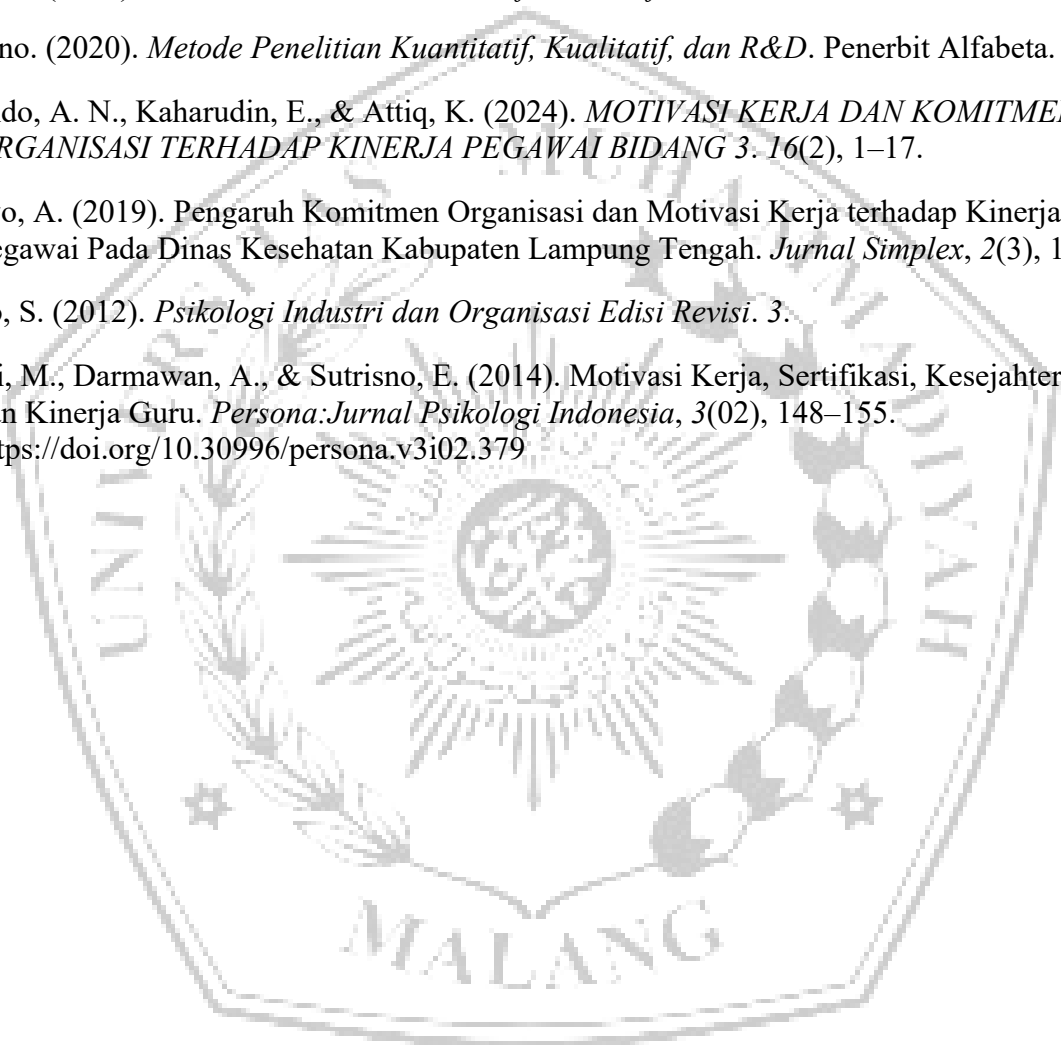 no. (2020). Metode Penelitian Kuantitatif, Kualitatif, dan R&D. Penerbit Alfabeta.
do, A. N., Kaharudin, E., & Attiq, K. (2024). MOTIVASI KERJA DAN KOMITME
RGANISASI TERHADAP KINERJA PEGAWAI BIDANG 3. 16(2), 1–17.
o, A. (2019). Pengaruh Komitmen Organisasi dan Motivasi Kerja terhadap Kinerja
egawai Pada Dinas Kesehatan Kabupaten Lampung Tengah. Jurnal Simplex, 2(3), 1
, S. (2012). Psikologi Industri dan Organisasi Edisi Revisi. 3.
i, M., Darmawan, A., & Sutrisno, E. (2014). Motivasi Kerja, Sertifikasi, Kesejahter
n Kinerja Guru. Persona:Jurnal Psikologi Indonesia, 3(02), 148–155.
tps://doi.org/10.30996/persona.v3i02.379
UNIVERSITAS MUHAMMADIYAH
MALANG